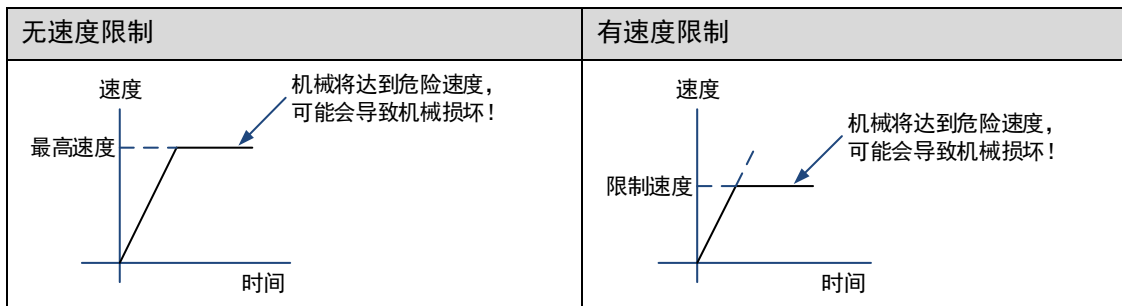 无速度限制
有速度限制
速度
机械将达到危险速度，
可能会导致机械损坏！
最高速度
时间
速度
机械将达到危险速度，
可能会导致机械损坏！
限制速度
时间